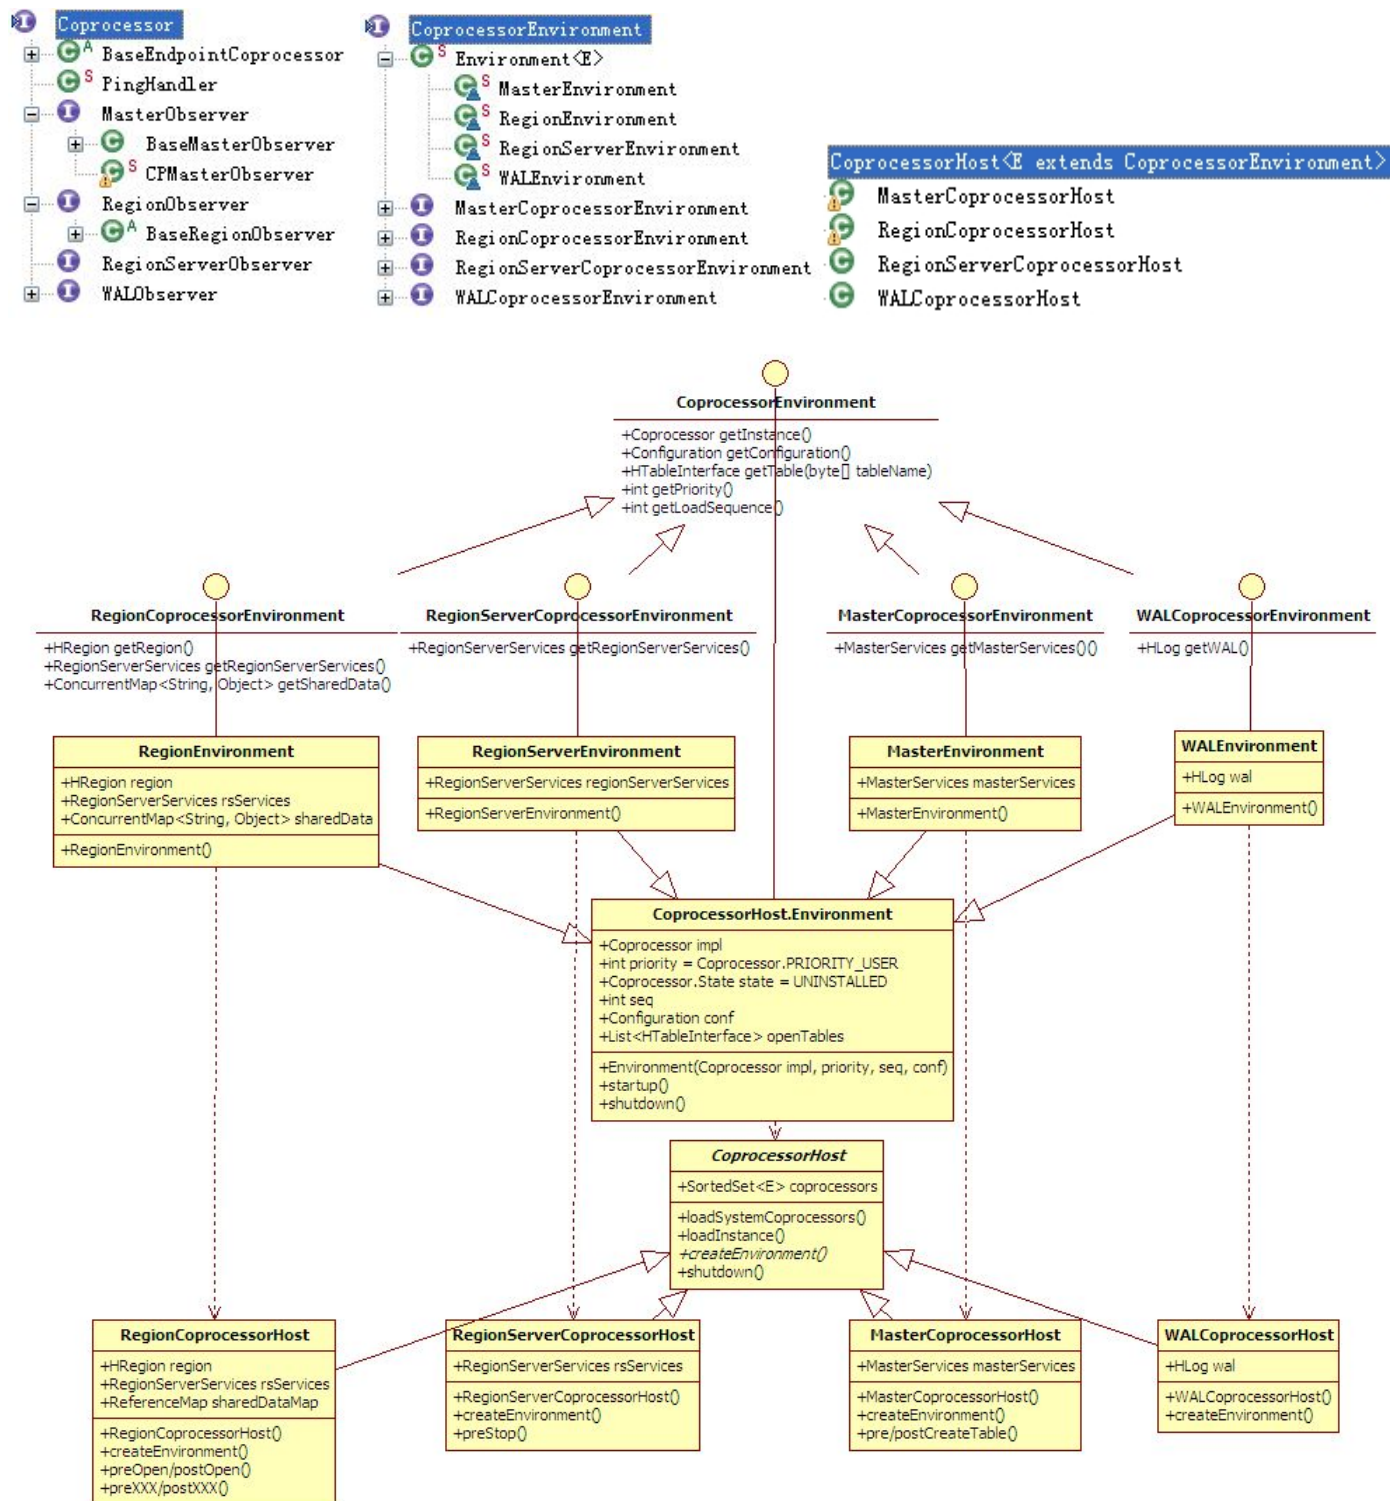 Coprocessor
BaseEndpointCoprocessor
PingHandler
MasterObserver
BaseMasterObserver
CPMasterObserver
RegionObserver
BaseRegionObserver
RegionServerObserver
WALObserver
CoprocessorEnvironment
Environment<E>
MasterEnvironment
RegionEnvironment
RegionServerEnvironment
WALEnvironment
MasterCoprocessorEnvironment
RegionCoprocessorEnvironment
RegionServerCoprocessorEnvironment
WALCoprocessorEnvironment
CoprocessorHost<E extends CoprocessorEnvironment>
MasterCoprocessorHost
RegionCoprocessorHost
RegionServerCoprocessorHost
WALCoprocessorHost
CoprocessorEnvironment
+Coprocessor getInstance()
+Configuration getConfiguration()
+HTableInterface getTable(byte[] tableName)
+int getPriority()
+int getLoadSequence()
RegionCoprocessorEnvironment
+HRegion getRegion()
+RegionServerServices getRegionServerServices()
+ConcurrentMap<String, Object> getSharedData()
RegionServerCoprocessorEnvironment
+RegionServerServices getRegionServerServices()
MasterCoprocessorEnvironment
+MasterServices getMasterServices()()
WALCoprocessorEnvironment
+HLog getWAL()
RegionEnvironment
+HRegion region
+RegionServerServices rsServices
+ConcurrentMap<String, Object> sharedData
+RegionEnvironment()
RegionServerEnvironment
+RegionServerServices regionServerServices
+RegionServerEnvironment()
MasterEnvironment
+MasterServices masterServices
+MasterEnvironment()
WALEnvironment
+HLog wal
+WALEnvironment()
CoprocessorHost.Environment
+Coprocessor impl
+int priority = Coprocessor.PRIORITY_USER
+Coprocessor.State state = UNINSTALLED
+int seq
+Configuration conf
+List<HTableInterface> openTables
+Environment(Coprocessor impl, priority, seq, conf)
+startup()
+shutdown()
CoprocessorHost
+SortedSet<E> coprocessors
+loadSystemCoprocessors()
+loadInstance()
+createEnvironment()
+shutdown()
RegionCoprocessorHost
+HRegion region
+RegionServerServices rsServices
+ReferenceMap sharedDataMap
+RegionCoprocessorHost()
+createEnvironment()
+preOpen/postOpen()
+preXXX/postXXX()
RegionServerCoprocessorHost
+RegionServerServices rsServices
+RegionServerCoprocessorHost()
+createEnvironment()
+preStop()
MasterCoprocessorHost
+MasterServices masterServices
+MasterCoprocessorHost()
+createEnvironment()
+pre/postCreateTable()
WALCoprocessorHost
+HLog wal
+WALCoprocessorHost()
+createEnvironment()